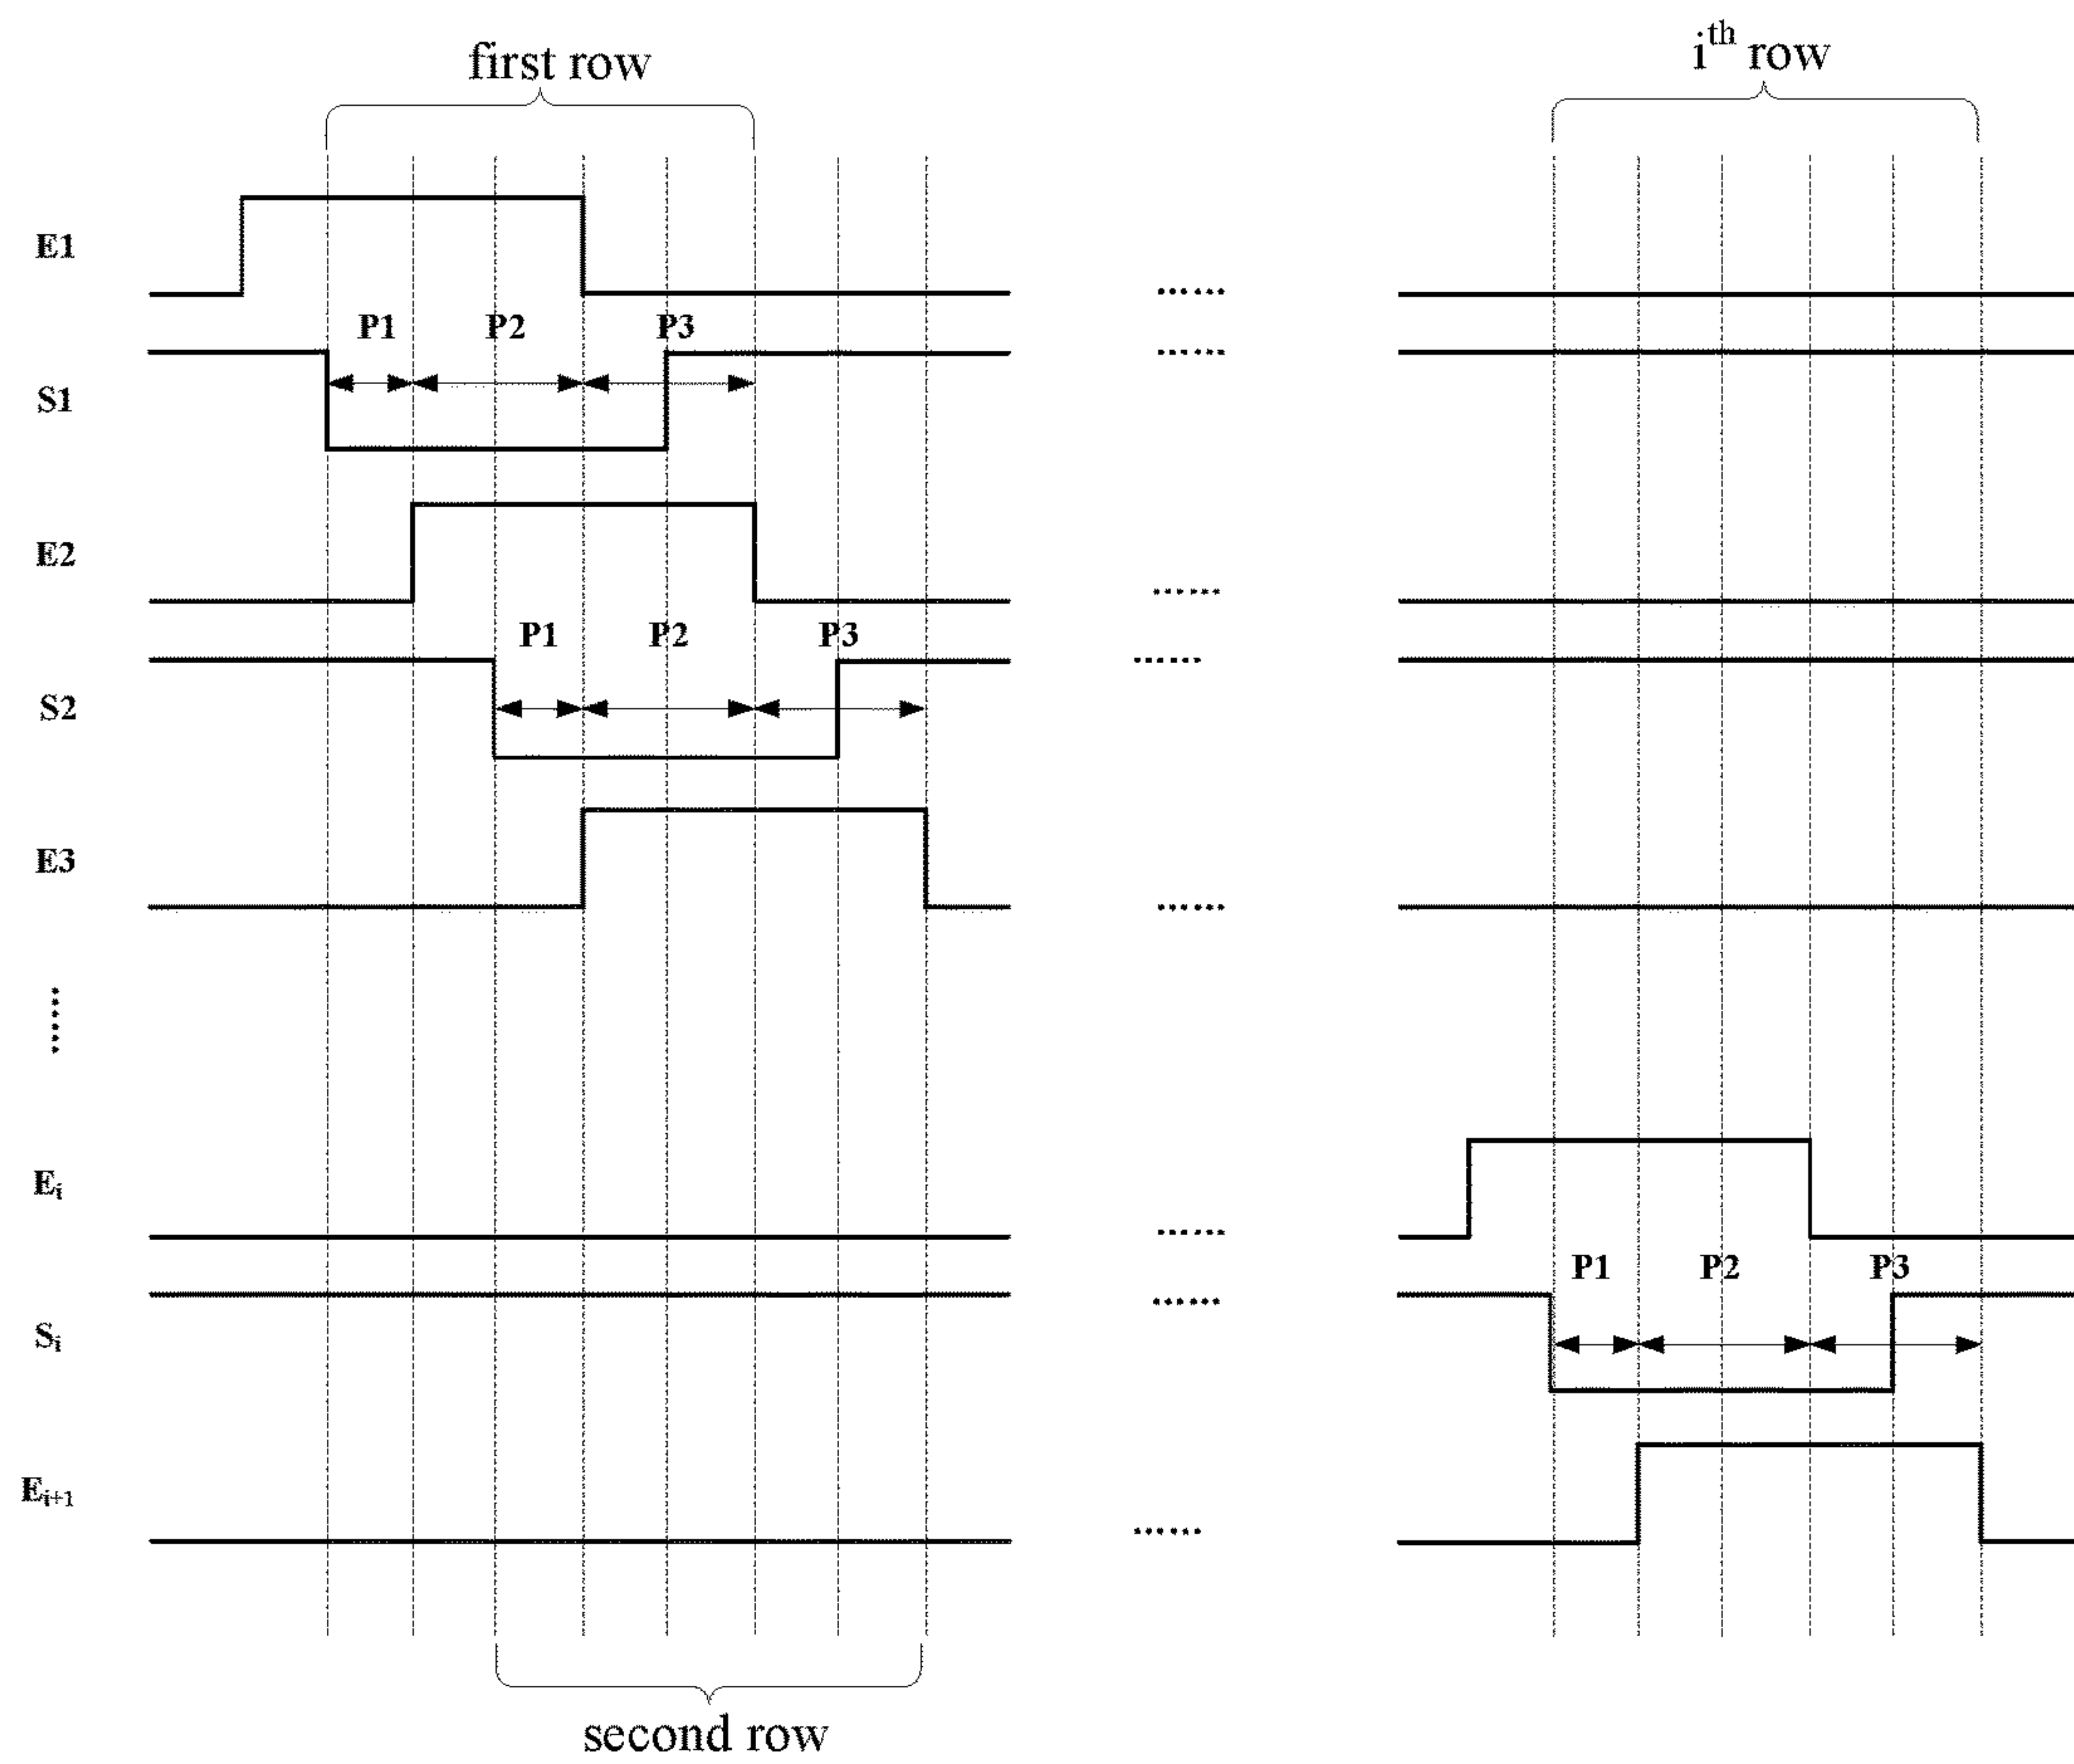 first row
iᵗʰ row
E1
P1 P2 P3
S1
E2
P1 P2 P3
S2
E3
Eᵢ
P1 P2 P3
Sᵢ
Eᵢ₊₁
second row